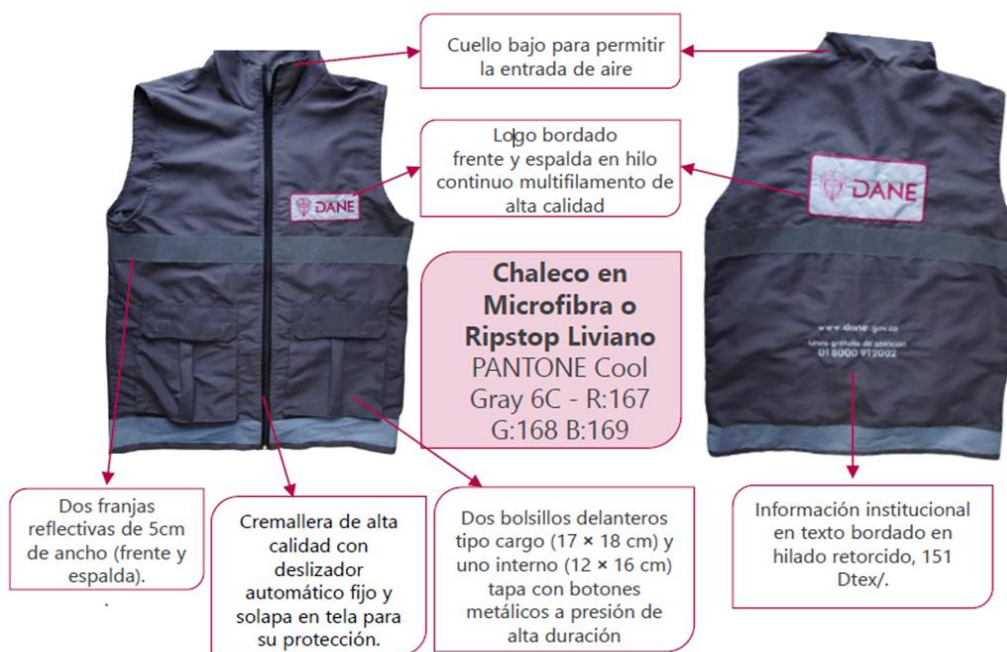 Cuello bajo para permitir
la entrada de aire
Logo bordado
frente y espalda en hilo
continuo multifilamento de
alta calidad
DANE
DANE
Chaleco en
Microfibra o
Ripstop Liviano
PANTONE Cool
Gray 6C - R:167
G:168 B:169
www.dane.gov.co
Línea gratuita de atención
01 8000 912002
Dos franjas
reflectivas de 5cm
de ancho (frente y
espalda).
.
Cremallera de alta
calidad con
deslizador
automático fijo y
solapa en tela para
su protección.
Dos bolsillos delanteros
tipo cargo (17 × 18 cm) y
uno interno (12 × 16 cm)
tapa con botones
metálicos a presión de
alta duración
Información institucional
en texto bordado en
hilado retorcido, 151
Dtex/.